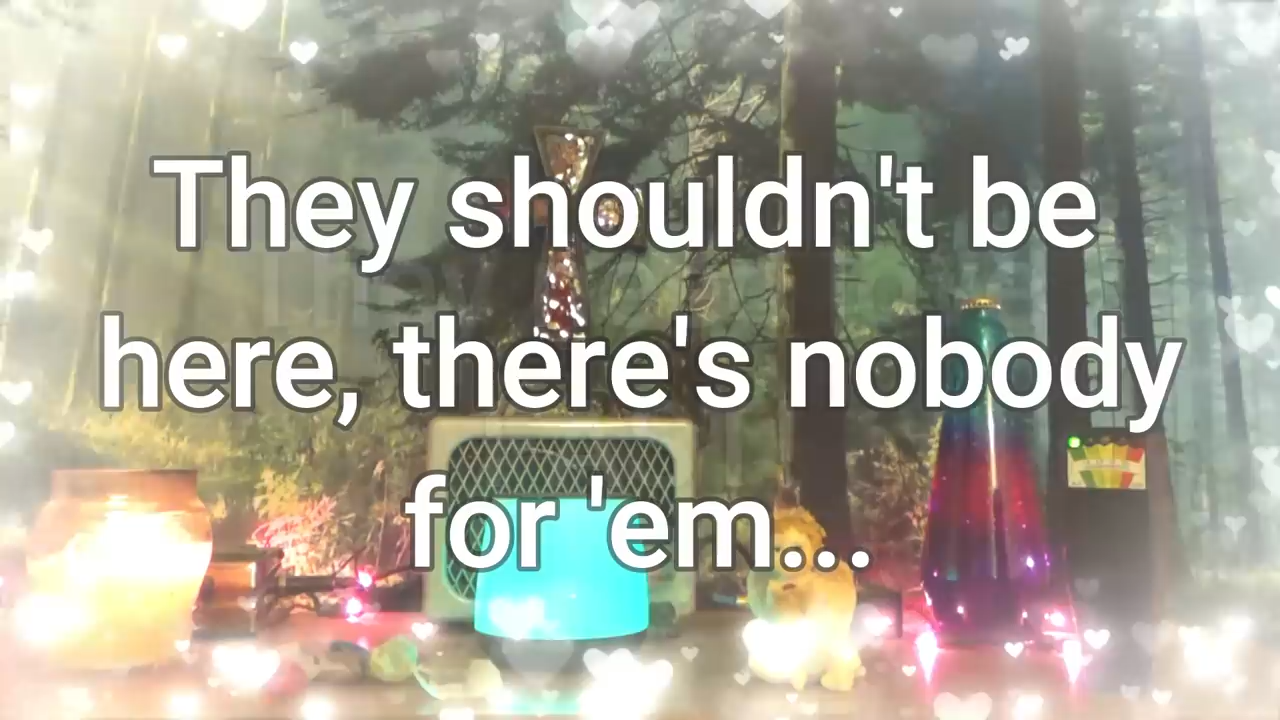 They shouldn't be
here, there's nobody
for 'em...